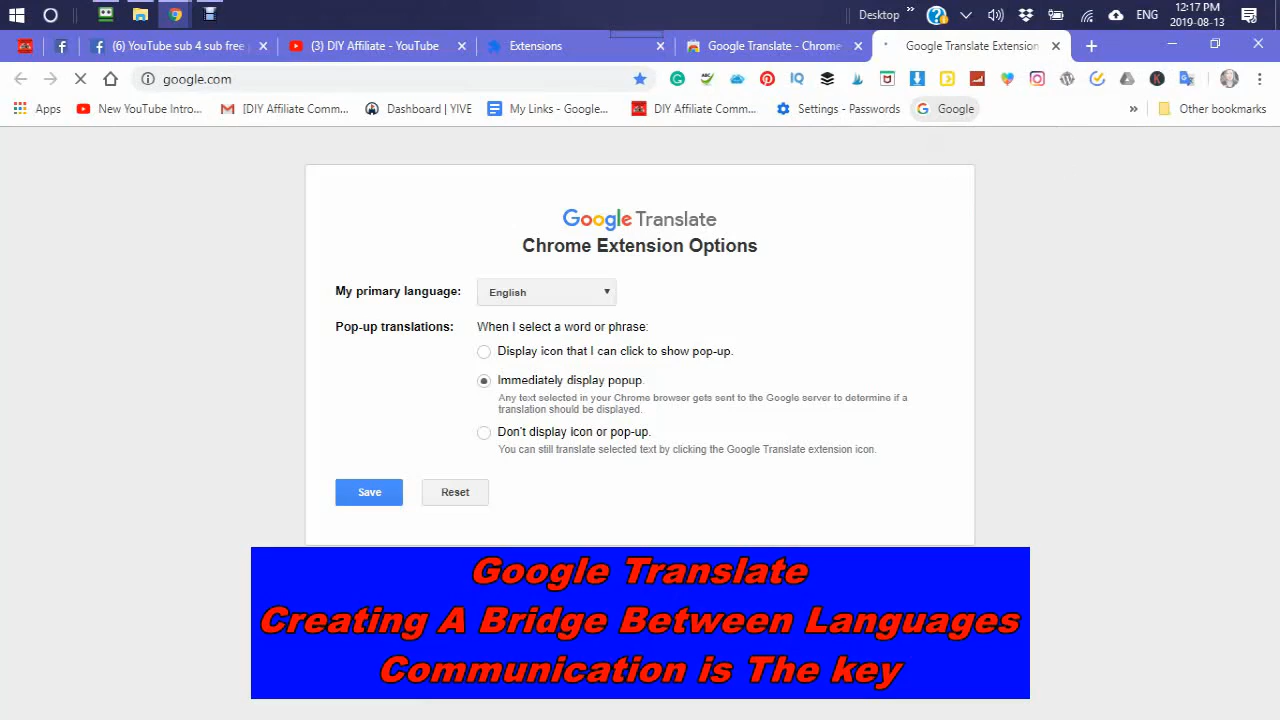 Desktop
»
ENG
12:17 PM
2019-08-13
(6) YouTube sub 4 sub free
(3) DIY Affiliate - YouTube
Extensions
Google Translate - Chrome
Google Translate Extension
google.com
Apps
New YouTube Intro...
[DIY Affiliate Comm...
Dashboard | YIVE
My Links - Google...
DIY Affiliate Comm...
Settings - Passwords
Google
»
Other bookmarks
Google Translate
Chrome Extension Options
My primary language:
English
Pop-up translations:
When I select a word or phrase:
Display icon that I can click to show pop-up.
Immediately display popup.
Any text selected in your Chrome browser gets sent to the Google server to determine if a
translation should be displayed.
Don't display icon or pop-up.
You can still translate selected text by clicking the Google Translate extension icon.
Save
Reset
Google Translate
Creating A Bridge Between Languages
Communication is The key